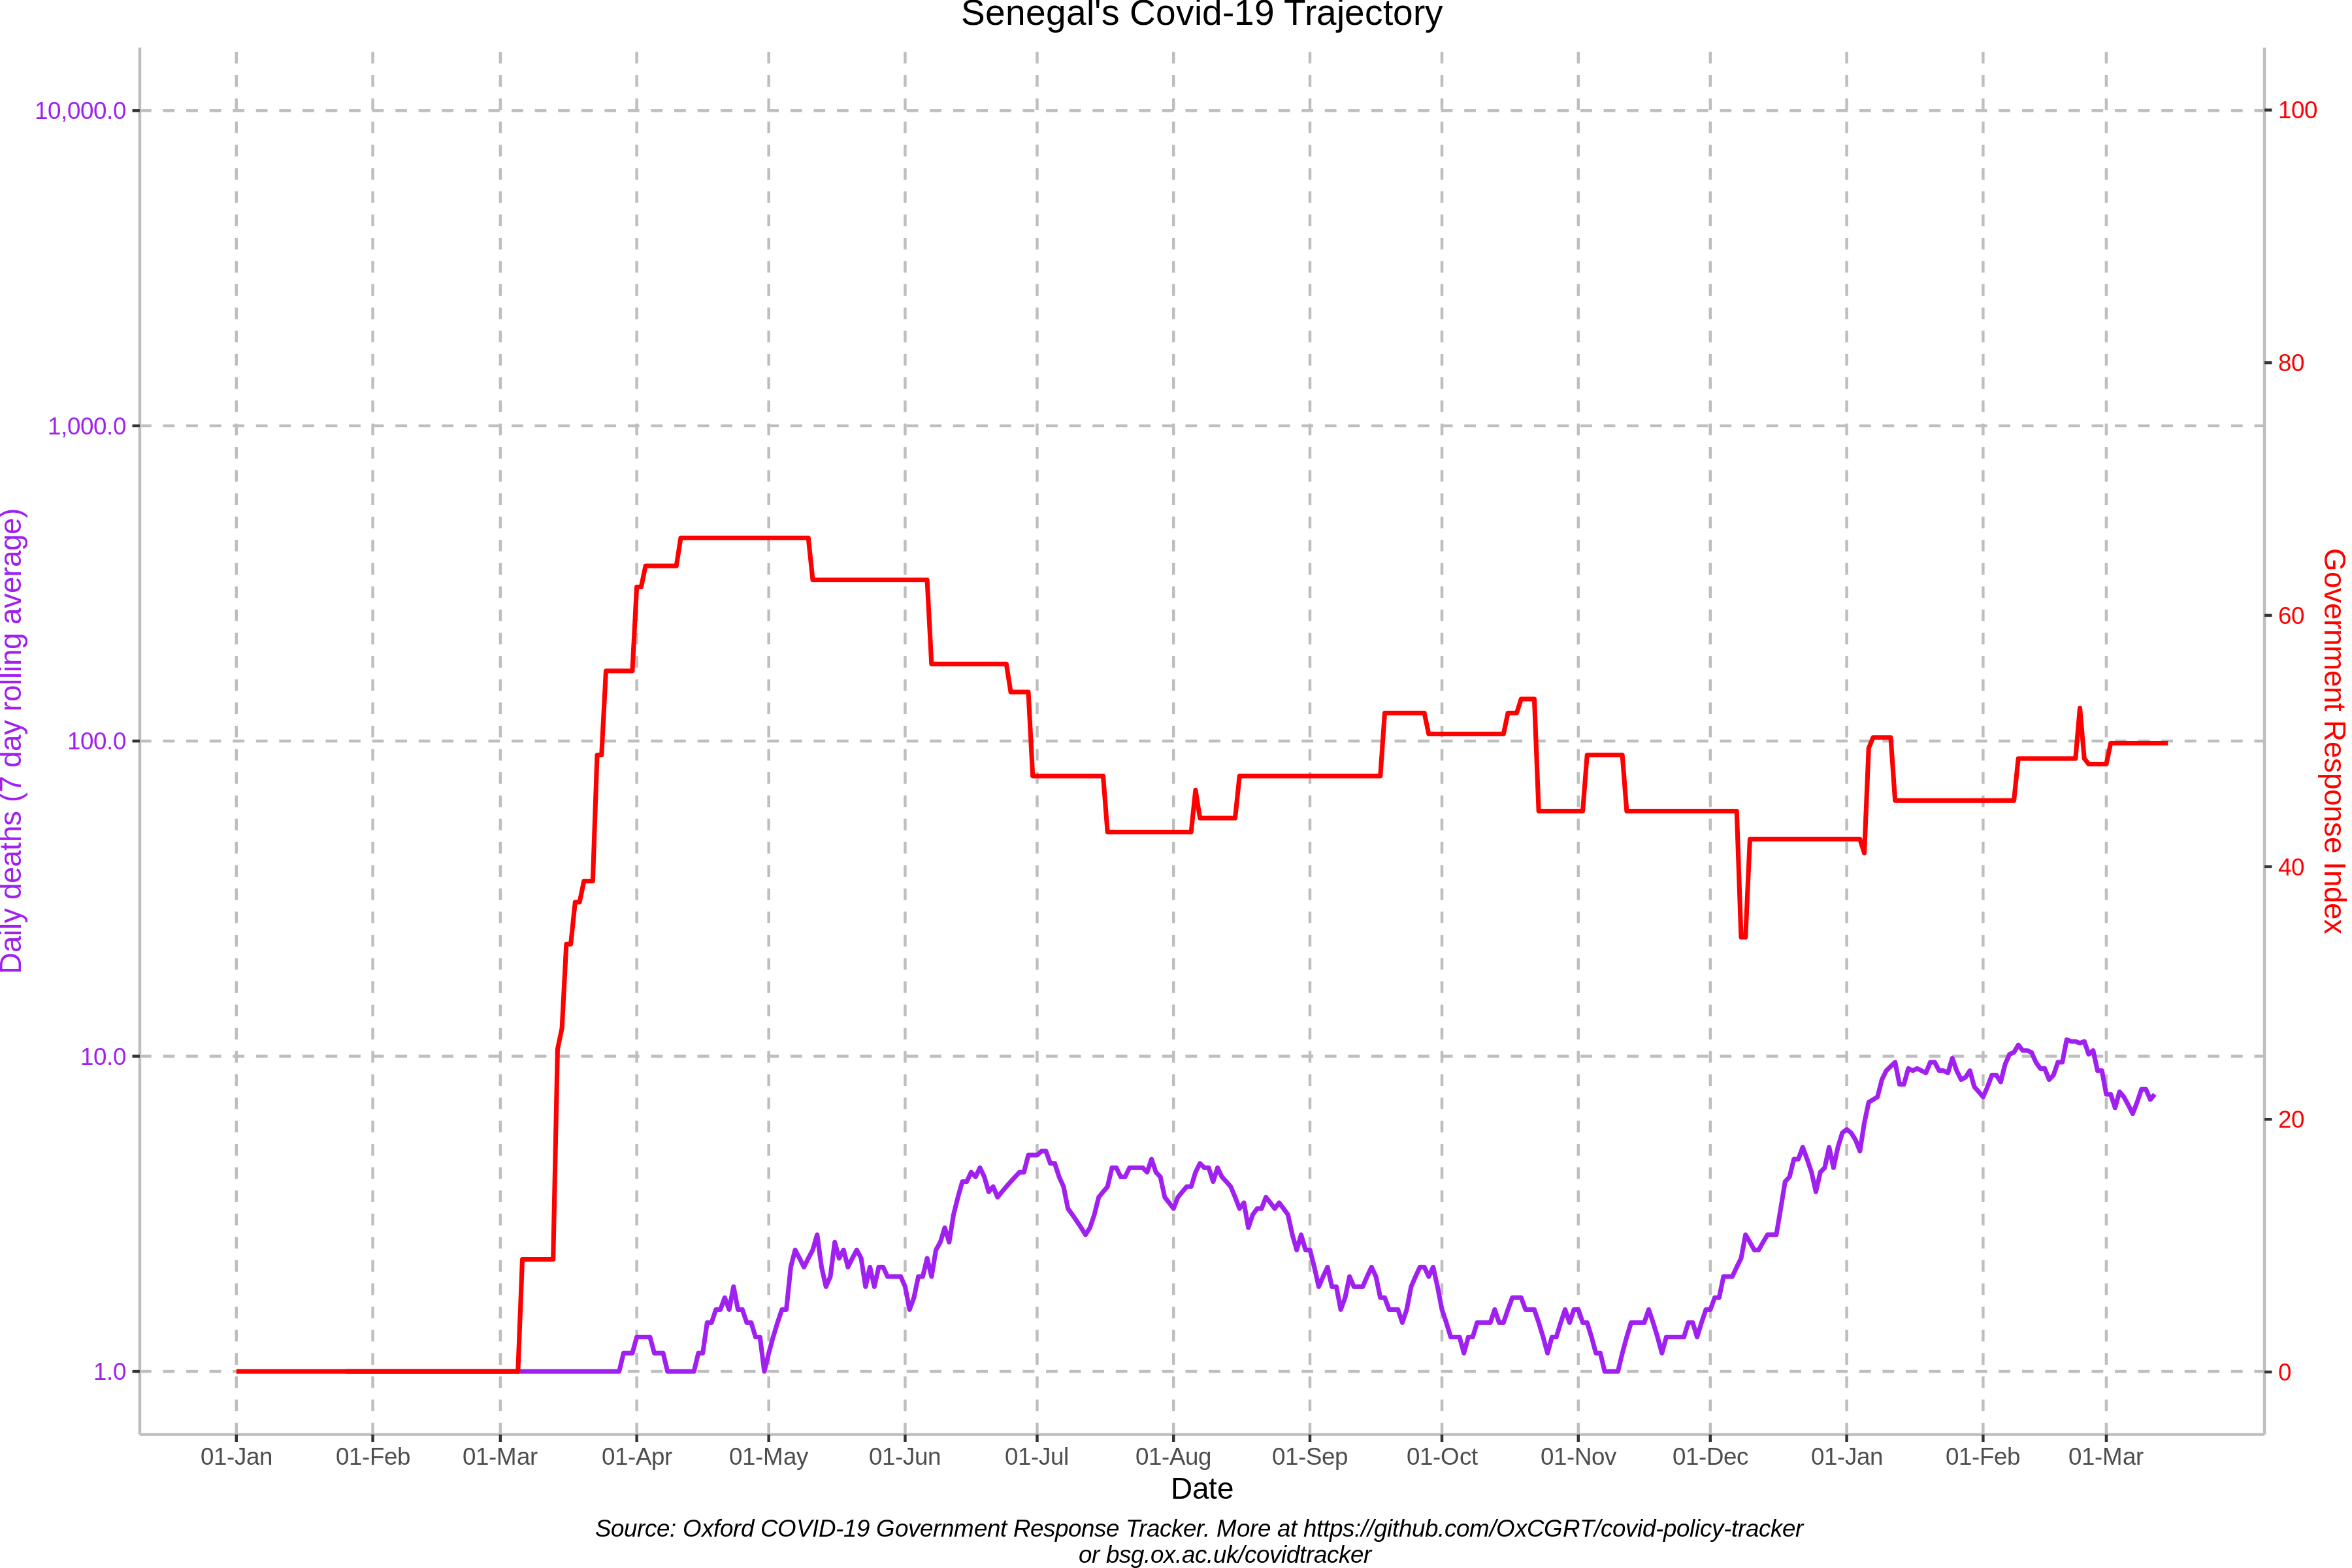 Senegal's Covid-19 Trajectory
10,000.0
1,000.0
100.0
10.0
1.0
Daily deaths (7 day rolling average)
100
80
60
40
20
0
Government Response Index
01-Jan 01-Feb 01-Mar 01-Apr 01-May 01-Jun 01-Jul 01-Aug 01-Sep 01-Oct 01-Nov 01-Dec 01-Jan 01-Feb 01-Mar
Date
Source: Oxford COVID-19 Government Response Tracker. More at https://github.com/OxCGRT/covid-policy-tracker
or bsg.ox.ac.uk/covidtracker